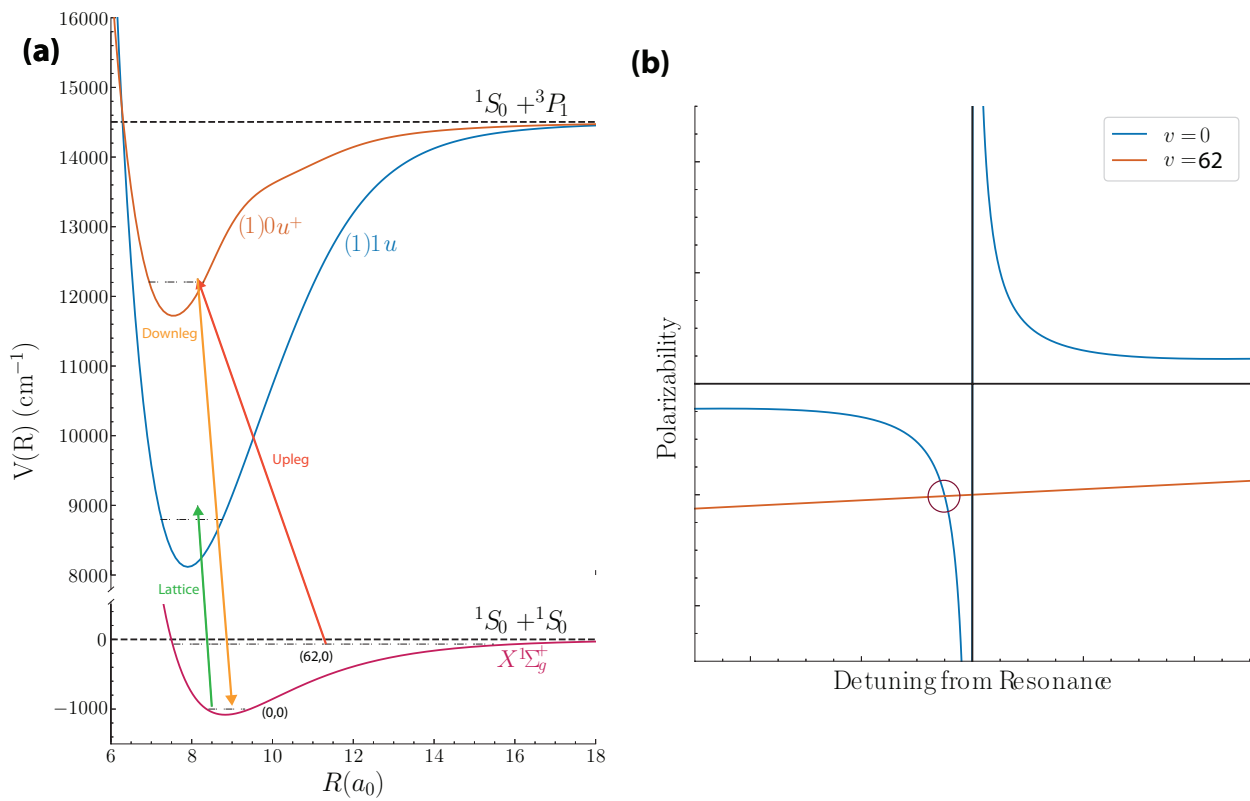 (a)
16000
15000
14000
13000
12000
11000
10000
9000
8000
0
−1000
V(R) (cm⁻¹)
¹S₀ +³P₁
(1)0u⁺
(1)1u
Downleg
Upleg
Lattice
¹S₀ +¹S₀
(62,0)
X¹Σ⁺g
(0,0)
6 8 10 12 14 16 18
R(a₀)
(b)
v = 0
v = 62
Polarizability
Detuning from Resonance